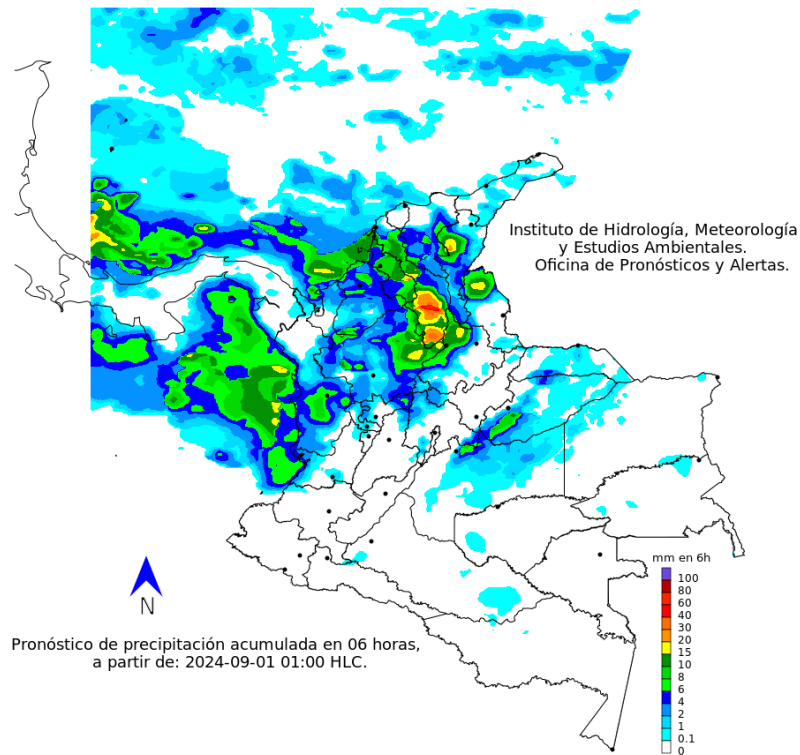 Instituto de Hidrología, Meteorología
y Estudios Ambientales.
Oficina de Pronósticos y Alertas.
mm en 6h
100
80
60
40
30
20
15
10
8
6
4
2
1
0.1
0
N
Pronóstico de precipitación acumulada en 06 horas,
a partir de: 2024-09-01 01:00 HLC.